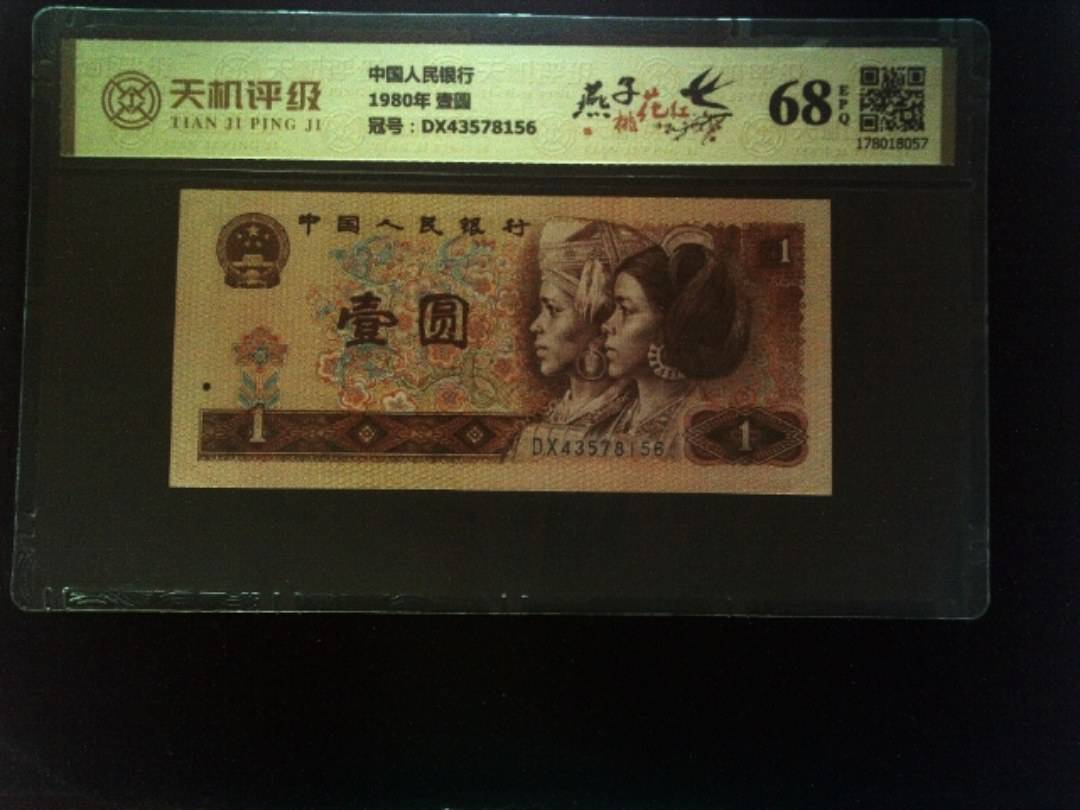 天机评级
TIAN JI PING JI
中国人民银行
1980年 壹圆
冠号：DX43578156
燕子
桃花红
68
EPQ
178018057
中国人民银行
壹圆
1
1
DX43578156
1